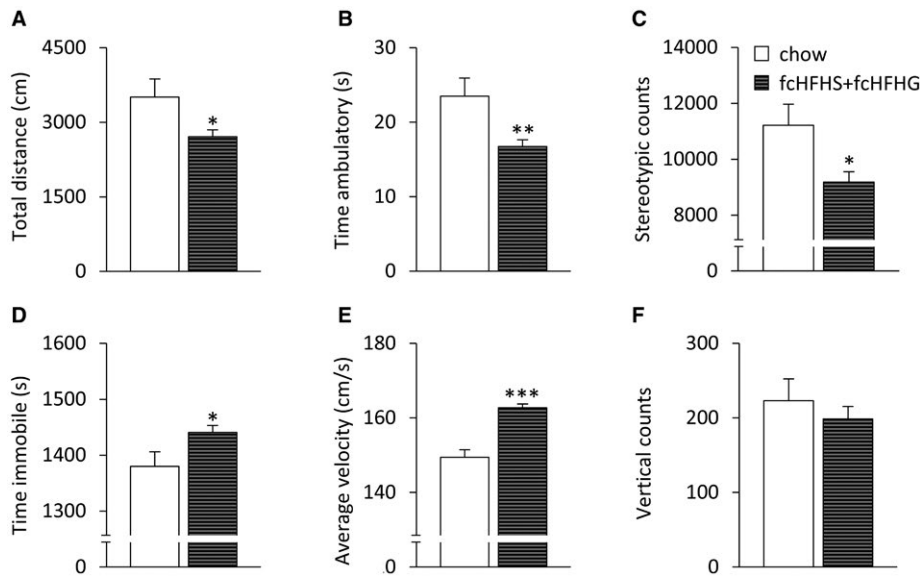 A
Total distance (cm)
4500
3000
1500
0
*
B
Time ambulatory (s)
30
20
10
0
**
C
Stereotypic counts
14000
12000
10000
8000
0
chow
fcHFHS+fcHFHG
*
D
Time immobile (s)
1600
1500
1400
1300
0
*
E
Average velocity (cm/s)
180
160
140
0
***
F
Vertical counts
300
200
100
0